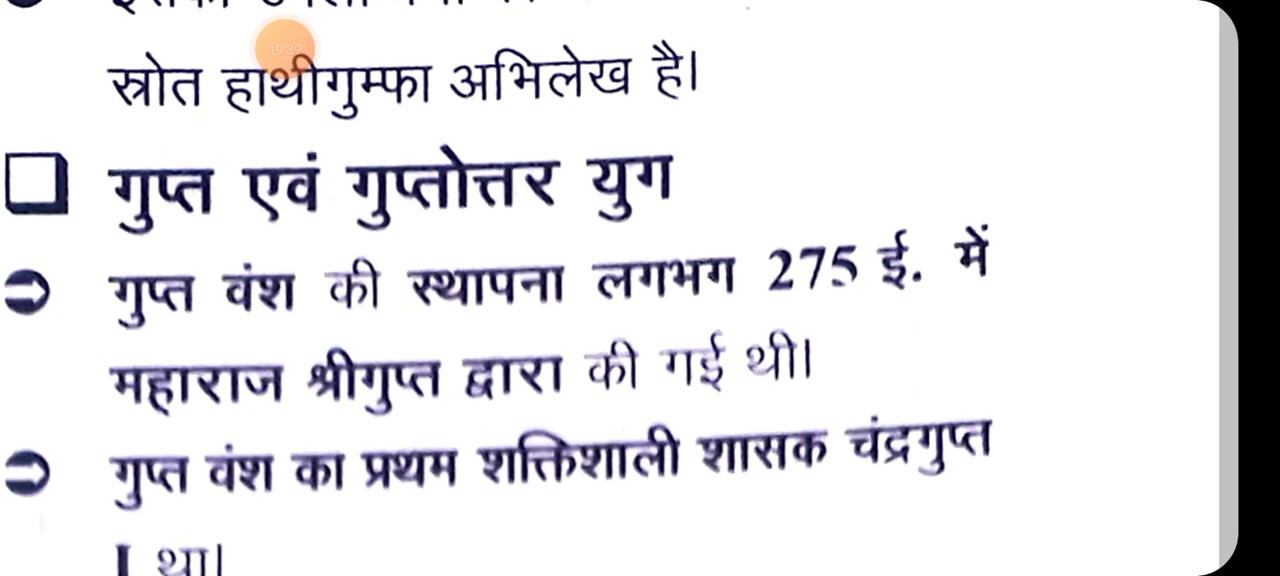 स्रोत हाथीगुम्फा अभिलेख है।
गुप्त एवं गुप्तोत्तर युग
गुप्त वंश की स्थापना लगभग 275 ई. में
महाराज श्रीगुप्त द्वारा की गई थी।
गुप्त वंश का प्रथम शक्तिशाली शासक चंद्रगुप्त
I था।